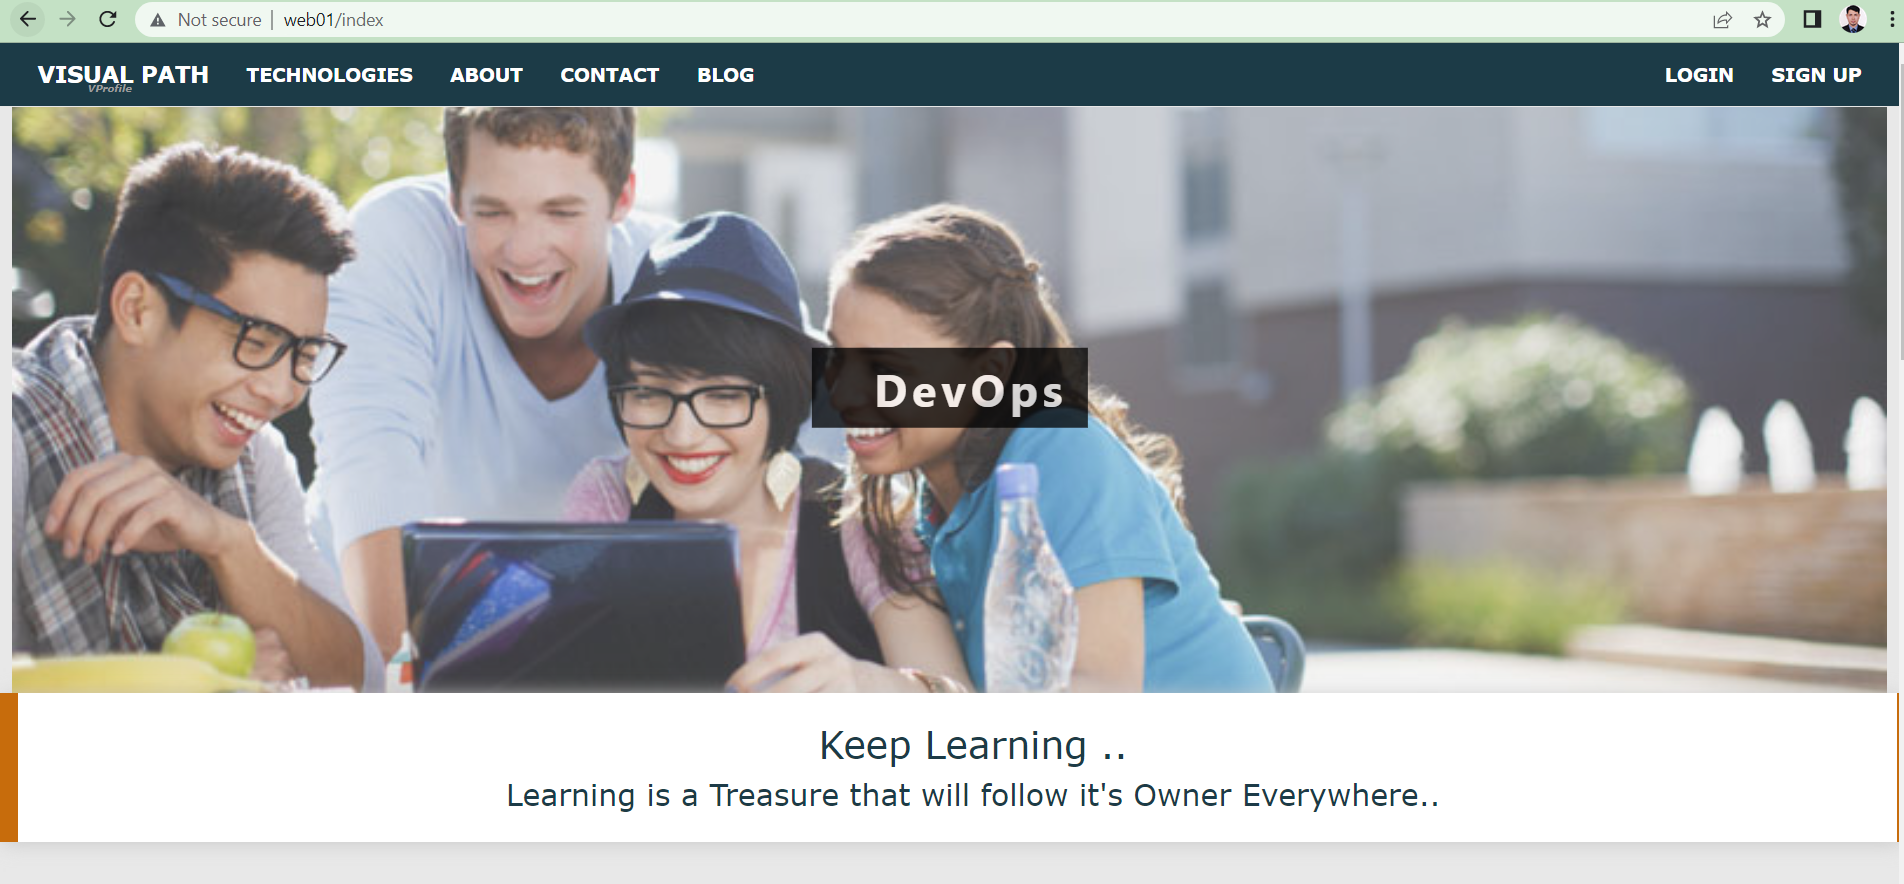 Not secure | web01/index
VISUAL PATH
VProfile
TECHNOLOGIES
ABOUT
CONTACT
BLOG
LOGIN
SIGN UP
DevOps
Keep Learning ..
Learning is a Treasure that will follow it's Owner Everywhere..